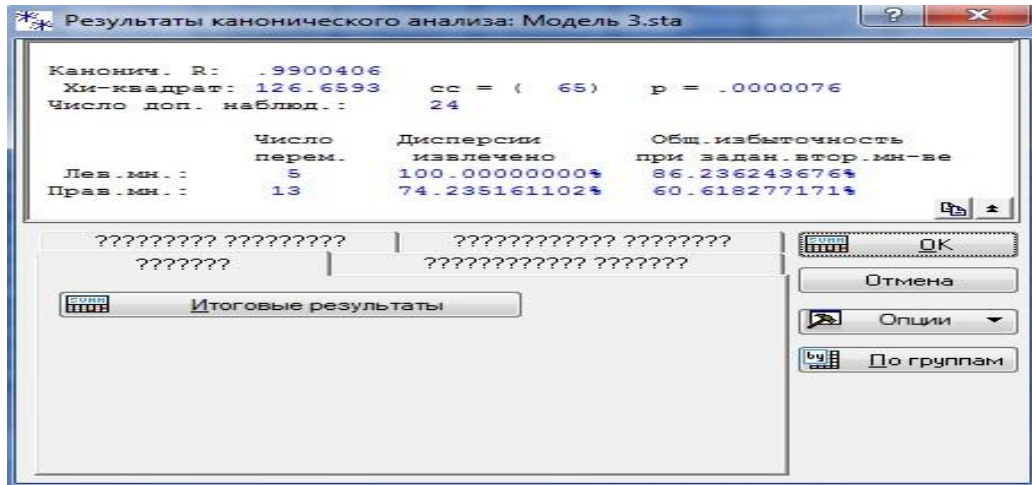 Результаты канонического анализа: Модель 3.sta
Канонич. R: .9900406
Хи-квадрат: 126.6593 сс = ( 65) p = .0000076
Число доп. наблюд.: 24
Число Дисперсии Общ.избыточность
перем. извлечено при задан.втор.мн-ве
Лев.мн.: 5 100.00000000% 86.236243676%
Прав.мн.: 13 74.235161102% 60.618277171%
????????? ????????? ???????????? ????????
??????? ???????????? ???????
Итоговые результаты
OK
Отмена
Опции
По группам